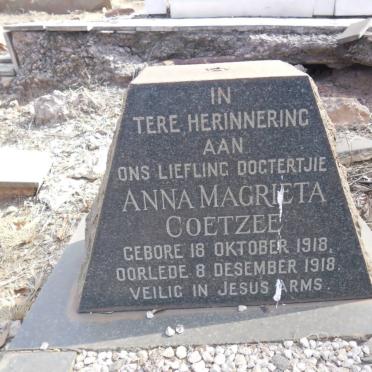 IN
TERE HERINNERING
AAN
ONS LIEFLING DOGTERTJIE
ANNA MAGRIETA
COETZEE
GEBORE 18 OKTOBER 1918.
OORLEDE 8 DESEMBER 1918.
VEILIG IN JESUS ARMS.